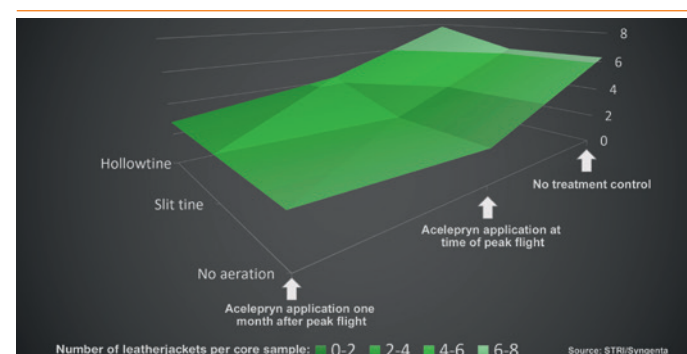 8
6
4
2
0
Hollowtine
Slit tine
No aeration
No treatment control
Acelepryn application at
time of peak flight
Acelepryn application one
month after peak flight
Number of leatherjackets per core sample: 0-2 2-4 4-6 6-8
Source: STRI/Syngenta